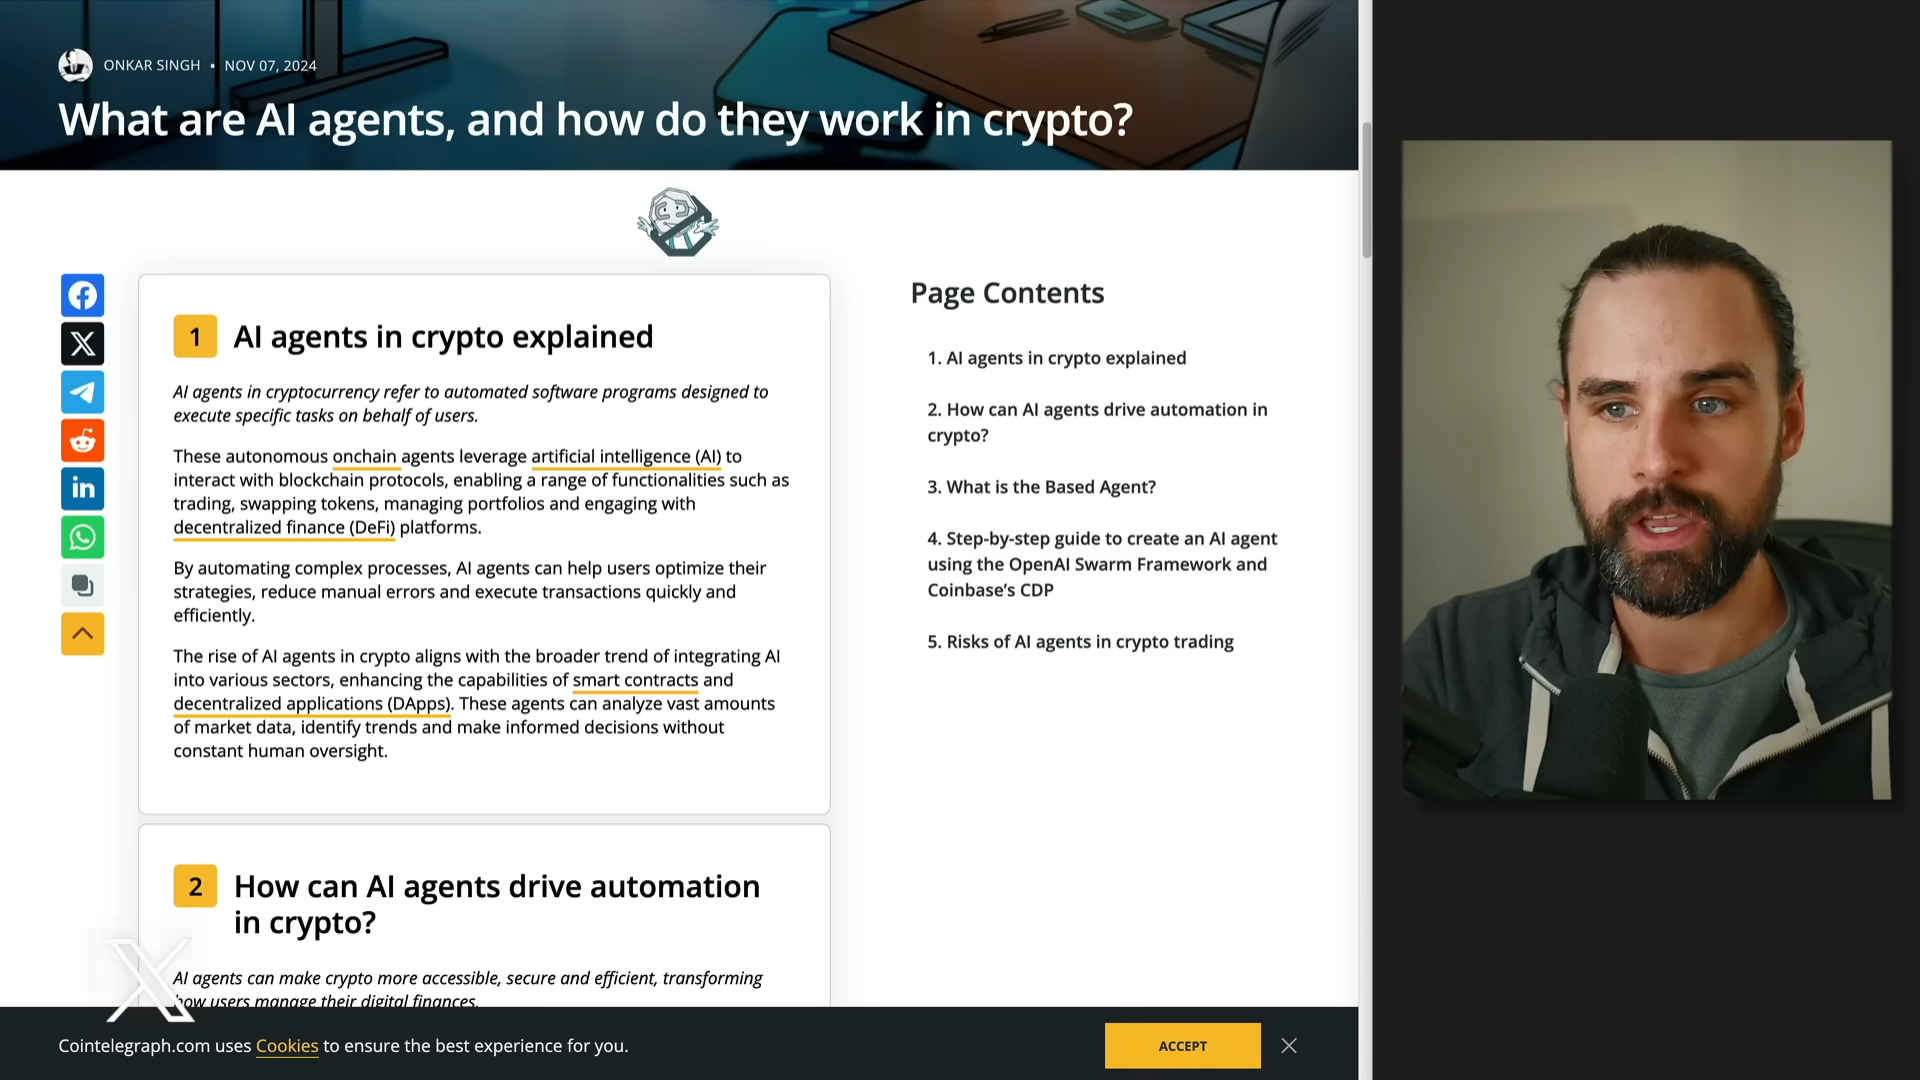 ONKAR SINGH • NOV 07, 2024
What are AI agents, and how do they work in crypto?
1 AI agents in crypto explained
AI agents in cryptocurrency refer to automated software programs designed to
execute specific tasks on behalf of users.
These autonomous onchain agents leverage artificial intelligence (AI) to
interact with blockchain protocols, enabling a range of functionalities such as
trading, swapping tokens, managing portfolios and engaging with
decentralized finance (DeFi) platforms.
By automating complex processes, AI agents can help users optimize their
strategies, reduce manual errors and execute transactions quickly and
efficiently.
The rise of AI agents in crypto aligns with the broader trend of integrating AI
into various sectors, enhancing the capabilities of smart contracts and
decentralized applications (DApps). These agents can analyze vast amounts
of market data, identify trends and make informed decisions without
constant human oversight.
2 How can AI agents drive automation
in crypto?
AI agents can make crypto more accessible, secure and efficient, transforming
how users manage their digital finances.
Page Contents
1. AI agents in crypto explained
2. How can AI agents drive automation in
crypto?
3. What is the Based Agent?
4. Step-by-step guide to create an AI agent
using the OpenAI Swarm Framework and
Coinbase's CDP
5. Risks of AI agents in crypto trading
Cointelegraph.com uses Cookies to ensure the best experience for you.
ACCEPT